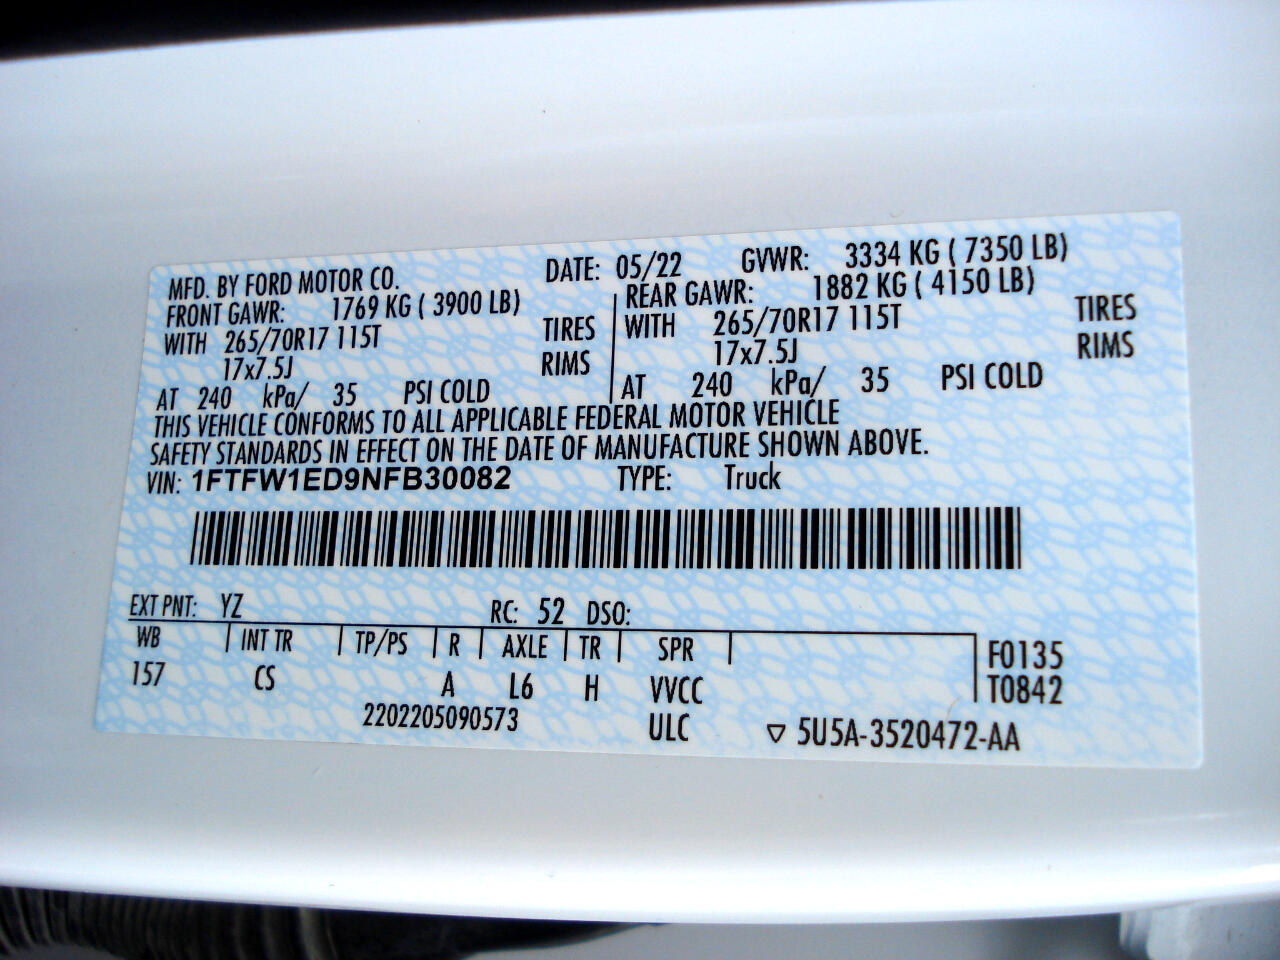 MFD. BY FORD MOTOR CO. DATE: 05/22 GVWR: 3334 KG ( 7350 LB)
FRONT GAWR: 1769 KG ( 3900 LB) REAR GAWR: 1882 KG ( 4150 LB)
WITH 265/70R17 115T TIRES WITH 265/70R17 115T TIRES
17x7.5J RIMS 17x7.5J RIMS
AT 240 kPa/ 35 PSI COLD AT 240 kPa/ 35 PSI COLD
THIS VEHICLE CONFORMS TO ALL APPLICABLE FEDERAL MOTOR VEHICLE
SAFETY STANDARDS IN EFFECT ON THE DATE OF MANUFACTURE SHOWN ABOVE.
VIN: 1FTFW1ED9NFB30082 TYPE: Truck
EXT PNT: YZ RC: 52 DSO:
WB INT TR TP/PS R AXLE TR SPR F0135
157 CS A L6 H VVCC T0842
2202205090573 ULC ▽ 5U5A-3520472-AA